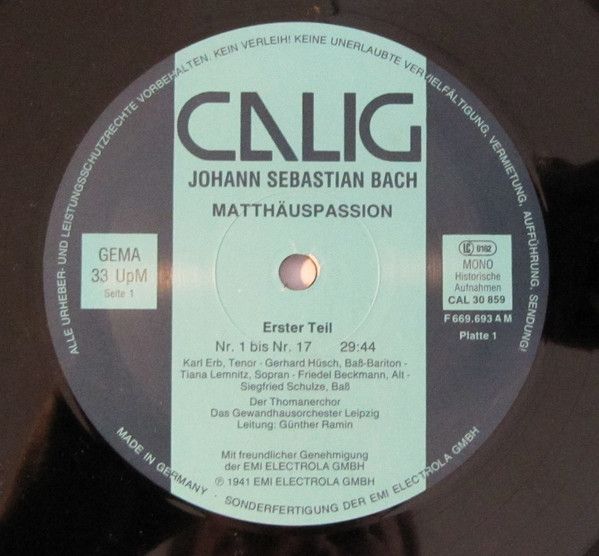 ALLE URHEBER- UND LEISTUNGSSCHUTZRECHTE VORBEHALTEN. KEIN VERLEIH! KEINE UNERLAUBTE VERVIELFÄLTIGUNG, VERMIETUNG, AUFFÜHRUNG, SENDUNG!
CALIG
JOHANN SEBASTIAN BACH
MATTHÄUSPASSION
GEMA
33 UpM
Seite 1
LC 0162
MONO
Historische
Aufnahmen
CAL 30 859
F 669.693 A M
Platte 1
Erster Teil
Nr. 1 bis Nr. 17 29:44
Karl Erb, Tenor - Gerhard Hüsch, Baß-Bariton -
Tiana Lemnitz, Sopran - Friedel Beckmann, Alt -
Siegfried Schulze, Baß
Der Thomanerchor
Das Gewandhausorchester Leipzig
Leitung: Günther Ramin
Mit freundlicher Genehmigung
der EMI ELECTROLA GMBH
℗ 1941 EMI ELECTROLA GMBH
MADE IN GERMANY · SONDERFERTIGUNG DER EMI ELECTROLA GMBH